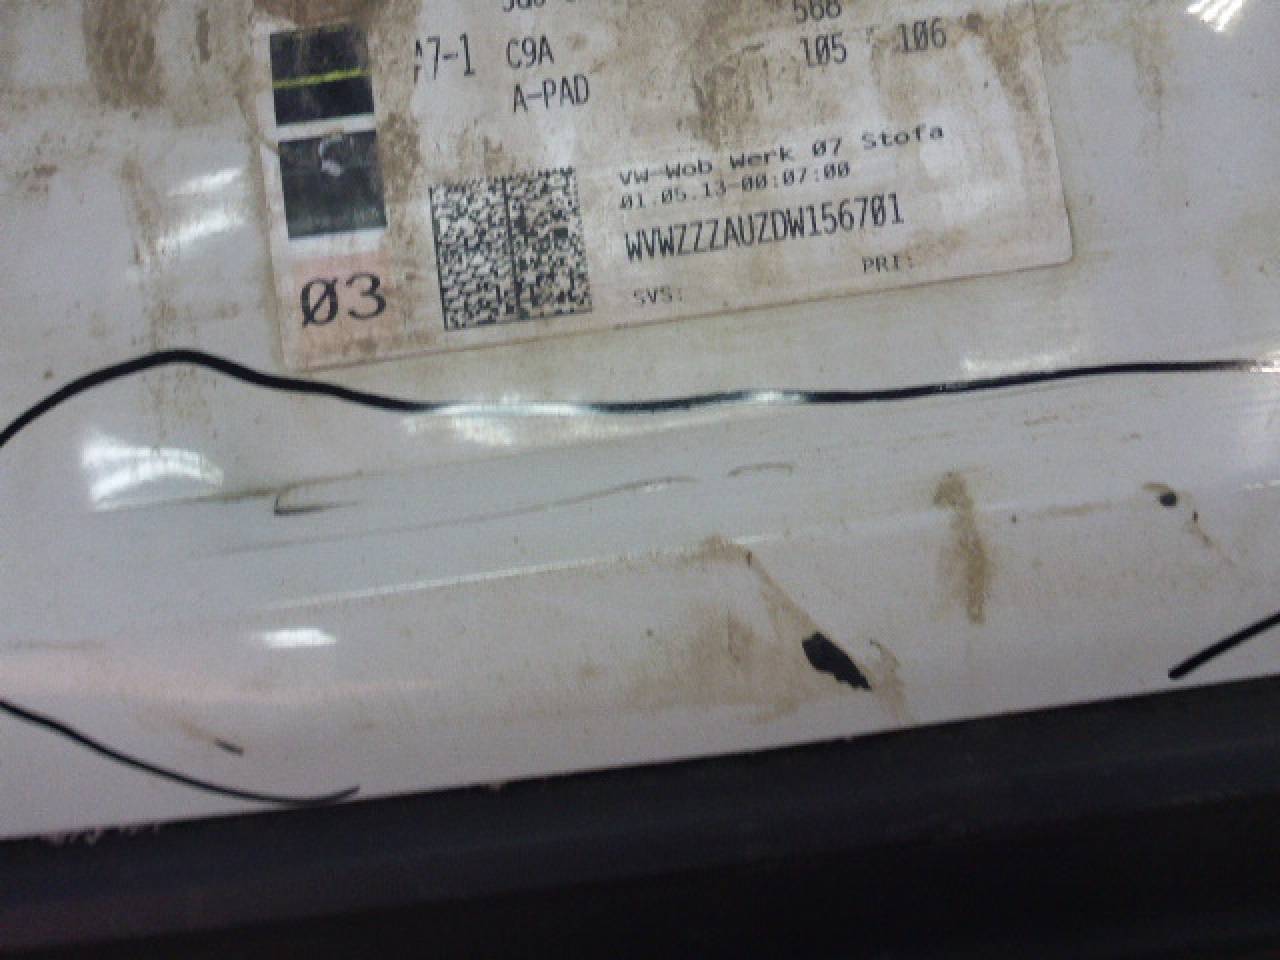 568
A7-1 C9A 105 106
A-PAD
VW-Wob Werk 07 Stofa
01.05.13-00:07:00
WVWZZZAUZDW156701
PRI:
SVS:
Ø3